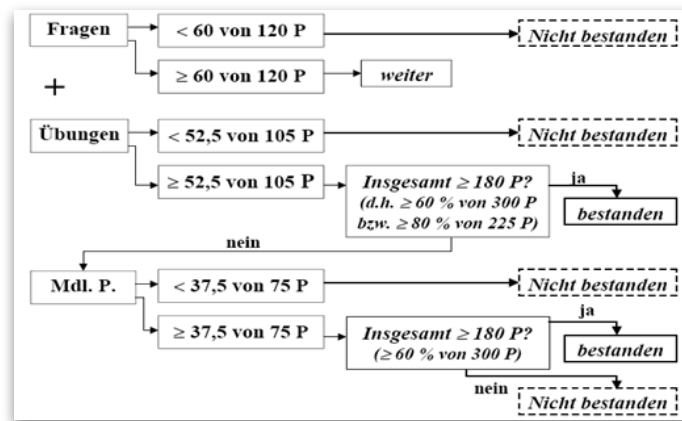 Fragen
< 60 von 120 P
Nicht bestanden
≥ 60 von 120 P
weiter
+
Übungen
< 52,5 von 105 P
Nicht bestanden
≥ 52,5 von 105 P
Insgesamt ≥ 180 P?
(d.h. ≥ 60 % von 300 P
bzw. ≥ 80 % von 225 P)
ja
bestanden
nein
Mdl. P.
< 37,5 von 75 P
Nicht bestanden
≥ 37,5 von 75 P
Insgesamt ≥ 180 P?
(≥ 60 % von 300 P)
ja
bestanden
nein
Nicht bestanden